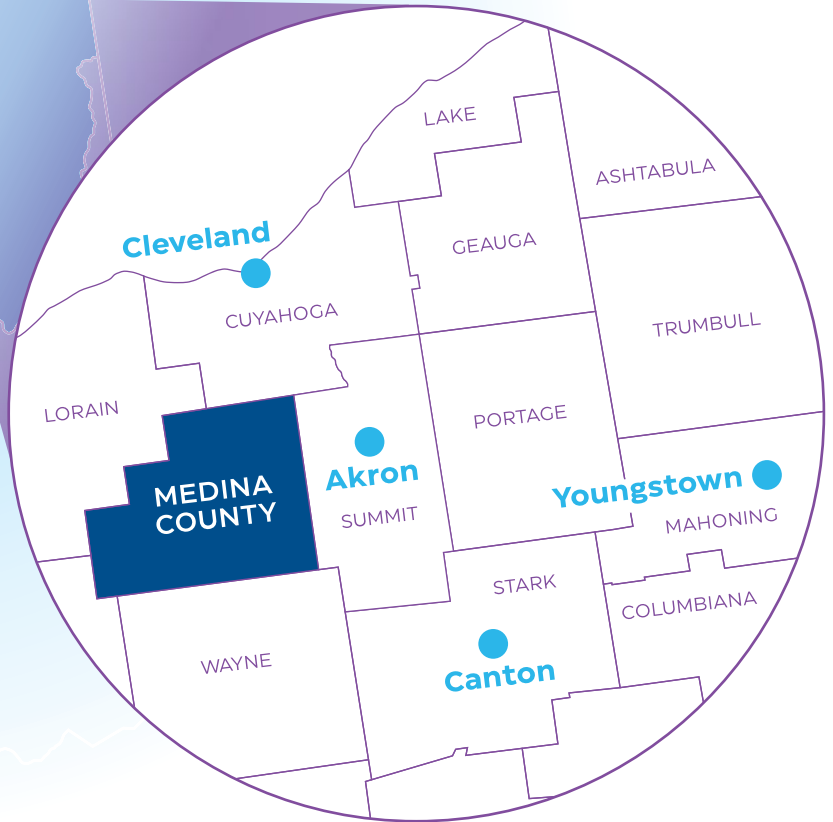 LAKE
ASHTABULA
Cleveland
GEAUGA
CUYAHOGA
TRUMBULL
LORAIN
PORTAGE
MEDINA
COUNTY
Akron
Youngstown
SUMMIT
MAHONING
STARK
COLUMBIANA
WAYNE
Canton